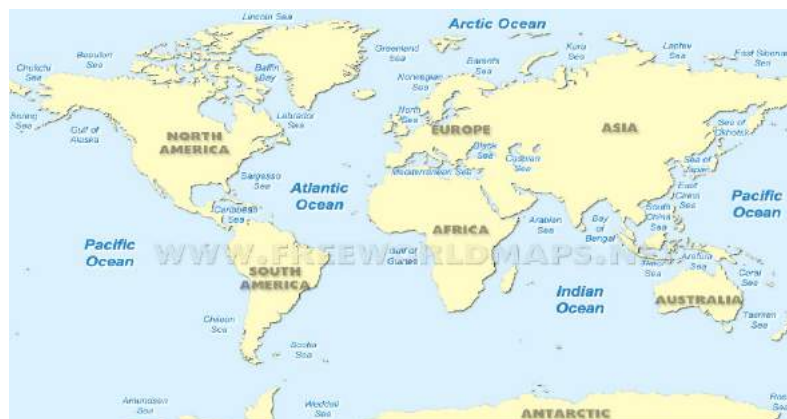 Lincoln Sea
Arctic Ocean
Chukchi
Sea
Beaufort
Sea
Baffin
Bay
Greenland
Sea
Barents
Sea
Kara
Sea
Laptev
Sea
East Siberian
Sea
Norwegian
Sea
Bering
Sea
Gulf of
Alaska
Labrador
Sea
North
Sea
NORTH
AMERICA
EUROPE
ASIA
Sea of
Okhotsk
Black
Sea
Caspian
Sea
Sea of
Japan
Sargasso
Sea
Mediterranean Sea
Atlantic
Ocean
East
China
Sea
Pacific
Ocean
Caribbean
Sea
Arabian
Sea
Bay
of
Bengal
South
China
Sea
AFRICA
Pacific
Ocean
Gulf of
Guinea
WWW.FREEWORLDMAPS.NE
SOUTH
AMERICA
Indian
Ocean
Sea
Arafura
Sea
Coral
Sea
AUSTRALIA
Chilean
Sea
Tasman
Sea
Scotia
Sea
Amundsen
Sea
Weddell
Sea
ANTARCTIC
Sea